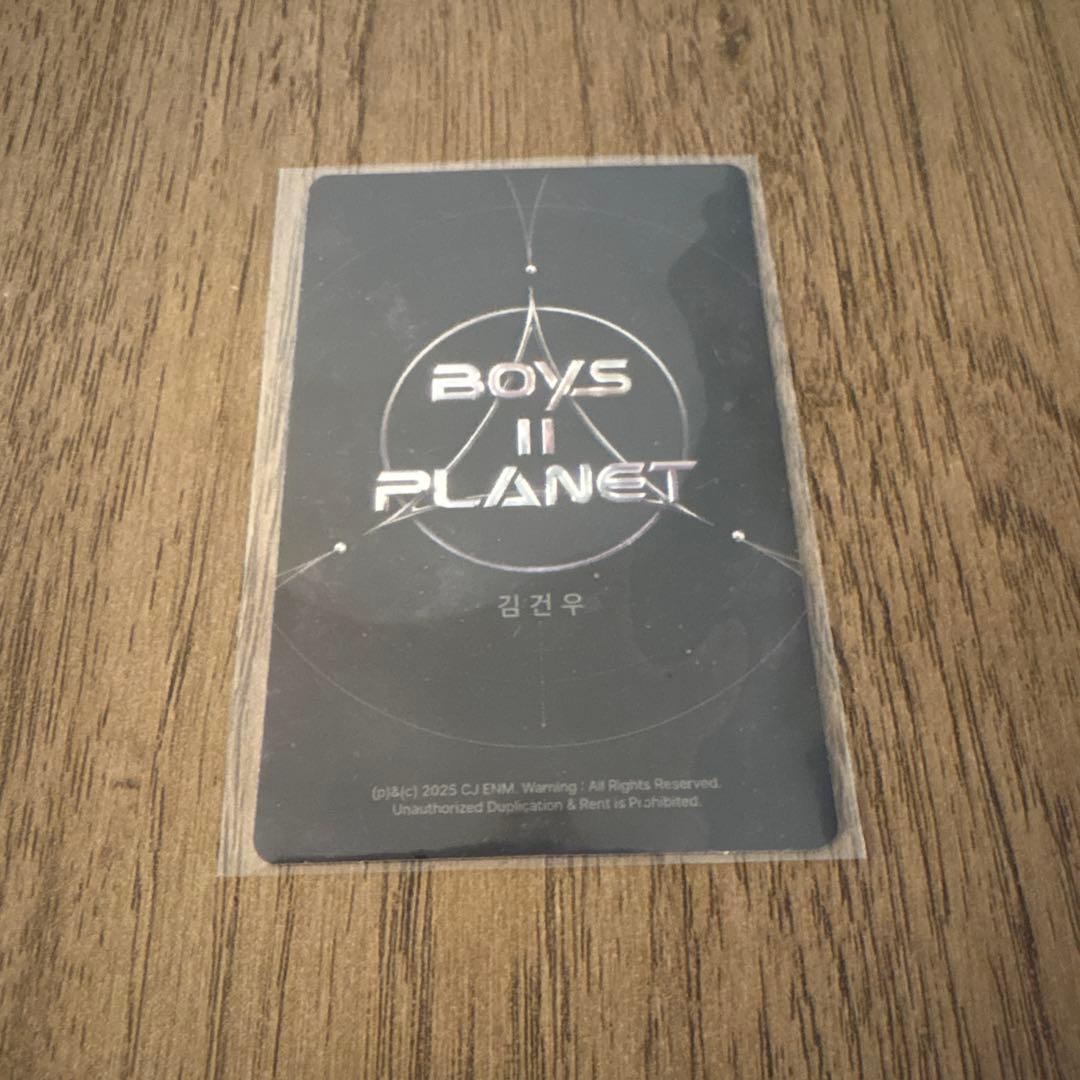 BOYS
II
PLANET
김건우
(p)&(c) 2025 CJ ENM. Warning : All Rights Reserved.
Unauthorized Duplication & Rent is Prohibited.